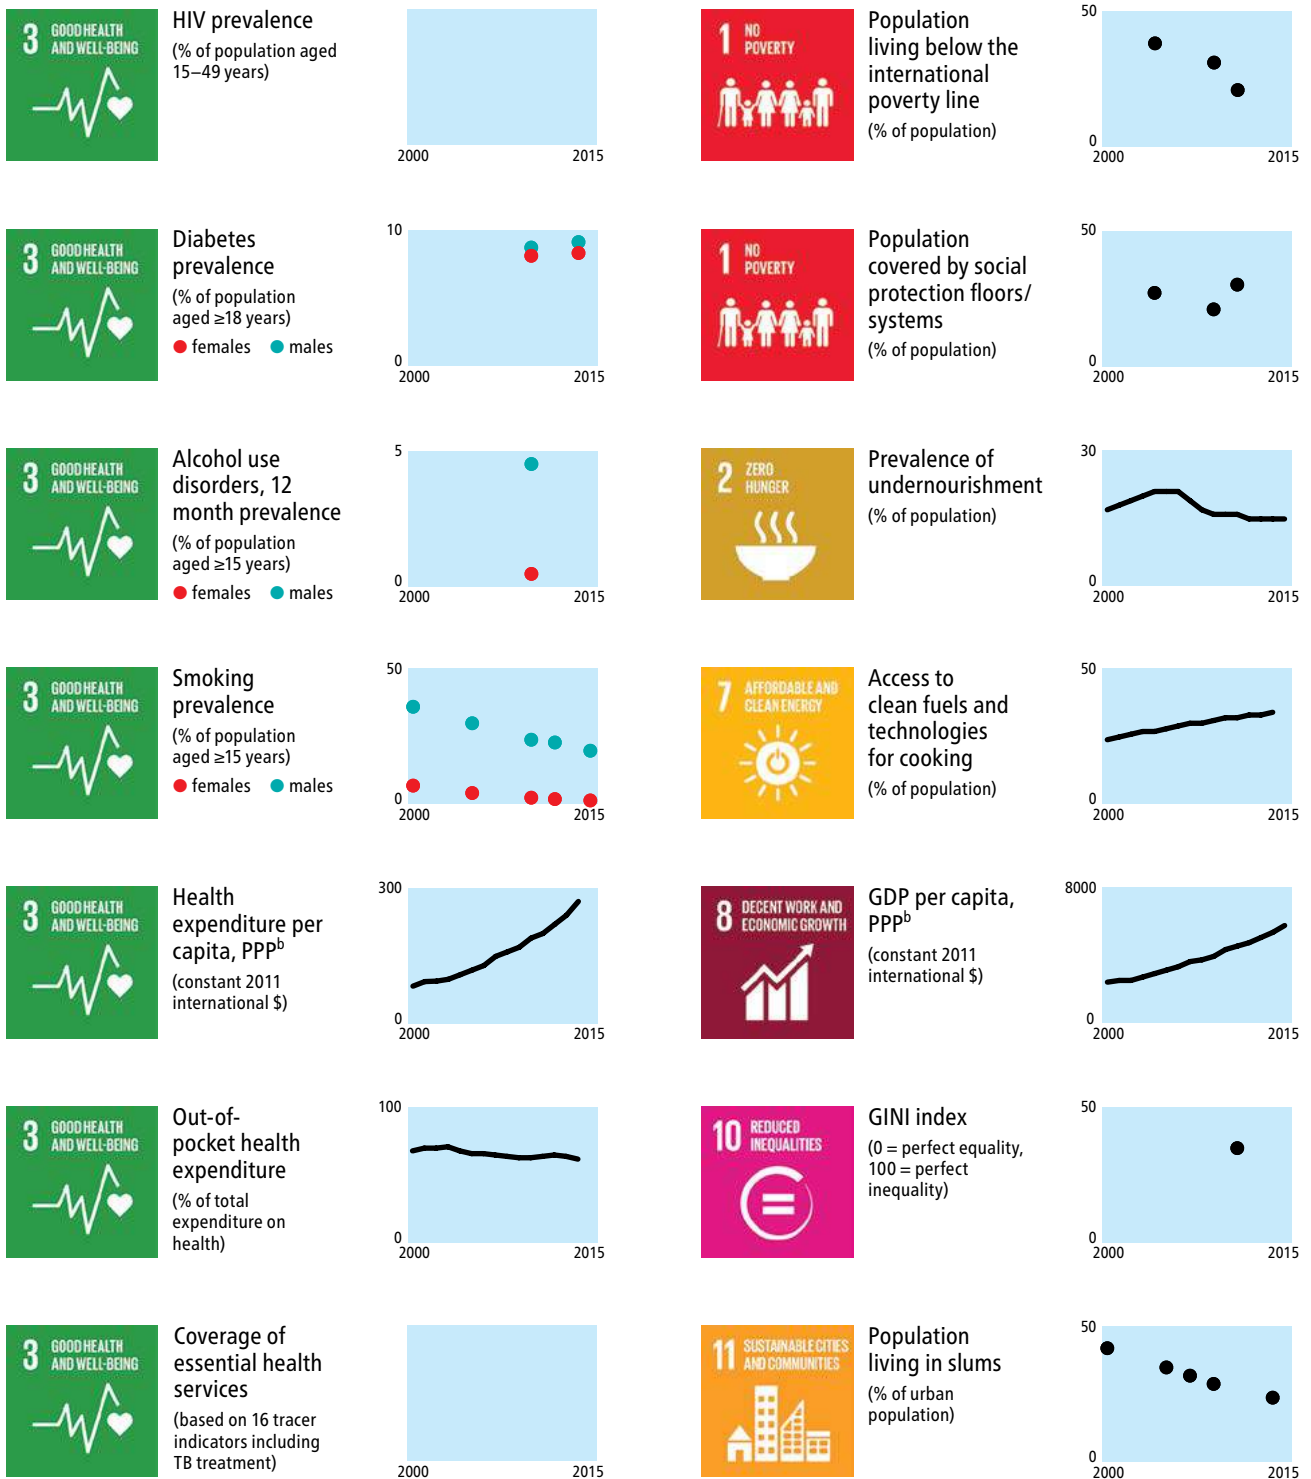 3 GOOD HEALTH
AND WELL-BEING
HIV prevalence
(% of population aged
15–49 years)
2000 2015
3 GOOD HEALTH
AND WELL-BEING
Diabetes
prevalence
(% of population
aged ≥18 years)
females males
10
0
2000 2015
3 GOOD HEALTH
AND WELL-BEING
Alcohol use
disorders, 12
month prevalence
(% of population
aged ≥15 years)
females males
5
0
2000 2015
3 GOOD HEALTH
AND WELL-BEING
Smoking
prevalence
(% of population
aged ≥15 years)
females males
50
0
2000 2015
3 GOOD HEALTH
AND WELL-BEING
Health
expenditure per
capita, PPPb
(constant 2011
international $)
300
0
2000 2015
3 GOOD HEALTH
AND WELL-BEING
Out-of-
pocket health
expenditure
(% of total
expenditure on
health)
100
0
2000 2015
3 GOOD HEALTH
AND WELL-BEING
Coverage of
essential health
services
(based on 16 tracer
indicators including
TB treatment)
2000 2015
1 NO
POVERTY
Population
living below the
international
poverty line
(% of population)
50
0
2000 2015
1 NO
POVERTY
Population
covered by social
protection floors/
systems
(% of population)
50
0
2000 2015
2 ZERO
HUNGER
Prevalence of
undernourishment
(% of population)
30
0
2000 2015
7 AFFORDABLE AND
CLEAN ENERGY
Access to
clean fuels and
technologies
for cooking
(% of population)
50
0
2000 2015
8 DECENT WORK AND
ECONOMIC GROWTH
GDP per capita,
PPPb
(constant 2011
international $)
8000
0
2000 2015
10 REDUCED
INEQUALITIES
GINI index
(0 = perfect equality,
100 = perfect
inequality)
50
0
2000 2015
11 SUSTAINABLE CITIES
AND COMMUNITIES
Population
living in slums
(% of urban
population)
50
0
2000 2015